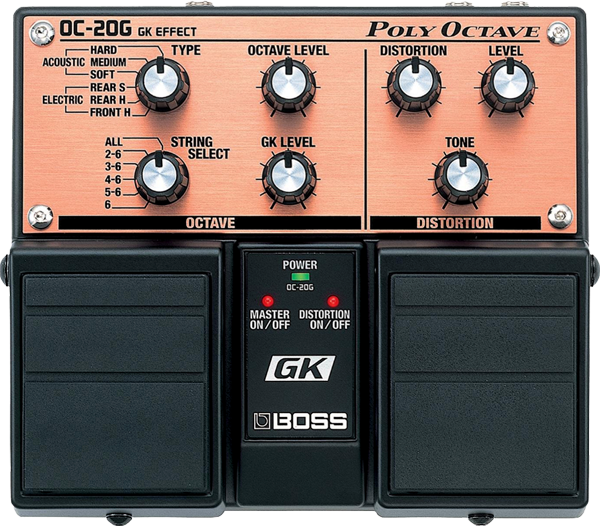 OC-20G GK EFFECT
POLY OCTAVE
HARD
ACOUSTIC MEDIUM
SOFT
REAR S
ELECTRIC REAR H
FRONT H
TYPE
OCTAVE LEVEL
DISTORTION
LEVEL
ALL
2-6
3-6
4-6
5-6
6
STRING
SELECT
GK LEVEL
TONE
OCTAVE
DISTORTION
POWER
OC-20G
MASTER
ON/OFF
DISTORTION
ON/OFF
GK
BOSS